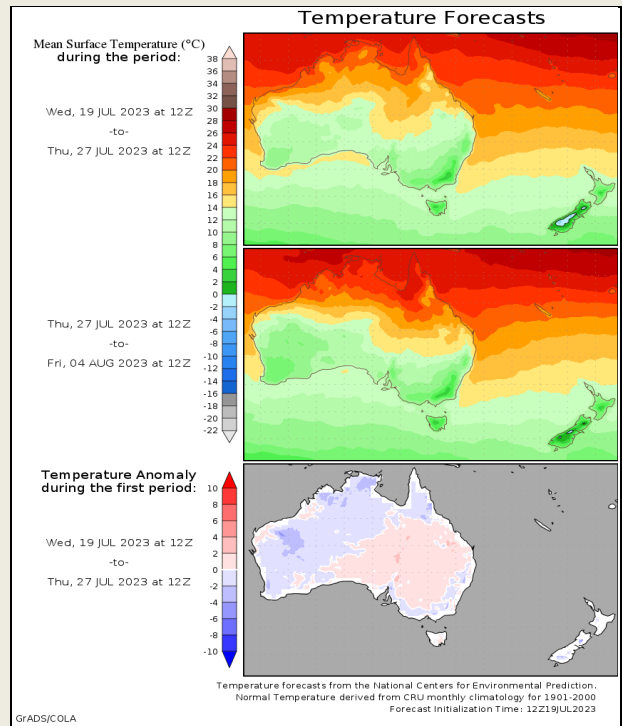 Temperature Forecasts
Mean Surface Temperature (°C)
during the period:
Wed, 19 JUL 2023 at 12Z
-to-
Thu, 27 JUL 2023 at 12Z
38
36
34
32
30
28
26
24
22
20
18
16
14
12
10
8
6
4
2
0
-2
-4
-6
-8
-10
-12
-14
-16
-18
-20
-22
Thu, 27 JUL 2023 at 12Z
-to-
Fri, 04 AUG 2023 at 12Z
Temperature Anomaly
during the first period:
Wed, 19 JUL 2023 at 12Z
-to-
Thu, 27 JUL 2023 at 12Z
10
8
6
4
2
0
-2
-4
-6
-8
-10
Temperature forecasts from the National Centers for Environmental Prediction.
Normal Temperature derived from CRU monthly climatology for 1901-2000
Forecast Initialization Time: 12Z19JUL2023
GrADS/COLA